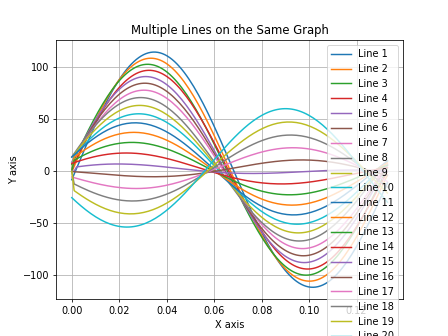 Multiple Lines on the Same Graph
Y axis
100
50
0
−50
−100
0.00
0.02
0.04
0.06
0.08
0.10
X axis
Line 1
Line 2
Line 3
Line 4
Line 5
Line 6
Line 7
Line 8
Line 9
Line 10
Line 11
Line 12
Line 13
Line 14
Line 15
Line 16
Line 17
Line 18
Line 19
Line 20